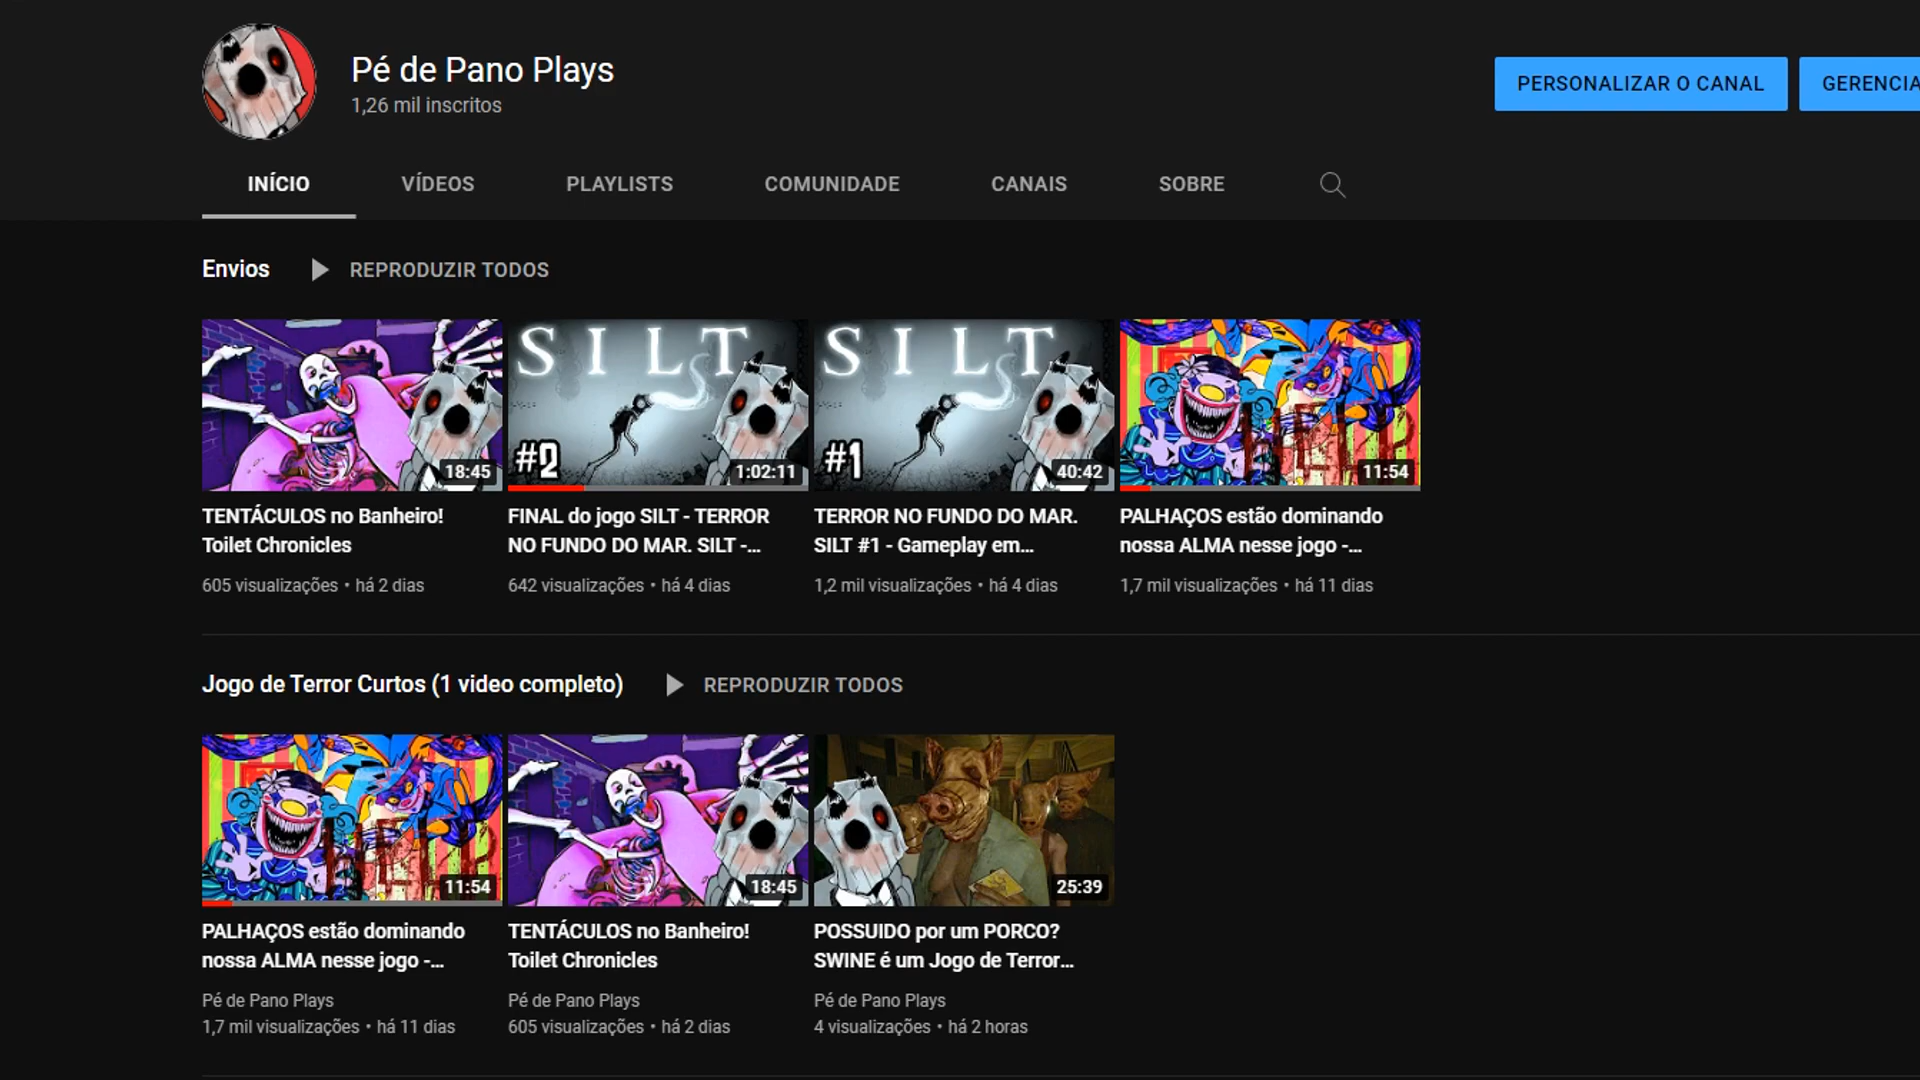 Pé de Pano Plays
1,26 mil inscritos
PERSONALIZAR O CANAL
GERENCIA
INÍCIO
VÍDEOS
PLAYLISTS
COMUNIDADE
CANAIS
SOBRE
Envios
REPRODUZIR TODOS
18:45
SILT
#2
1:02:11
SILT
#1
40:42
HELP
11:54
TENTÁCULOS no Banheiro!
Toilet Chronicles
605 visualizações • há 2 dias
FINAL do jogo SILT - TERROR
NO FUNDO DO MAR. SILT -...
642 visualizações • há 4 dias
TERROR NO FUNDO DO MAR.
SILT #1 - Gameplay em...
1,2 mil visualizações • há 4 dias
PALHAÇOS estão dominando
nossa ALMA nesse jogo -...
1,7 mil visualizações • há 11 dias
Jogo de Terror Curtos (1 video completo)
REPRODUZIR TODOS
HELP
11:54
18:45
25:39
PALHAÇOS estão dominando
nossa ALMA nesse jogo -...
Pé de Pano Plays
1,7 mil visualizações • há 11 dias
TENTÁCULOS no Banheiro!
Toilet Chronicles
Pé de Pano Plays
605 visualizações • há 2 dias
POSSUIDO por um PORCO?
SWINE é um Jogo de Terror...
Pé de Pano Plays
4 visualizações • há 2 horas